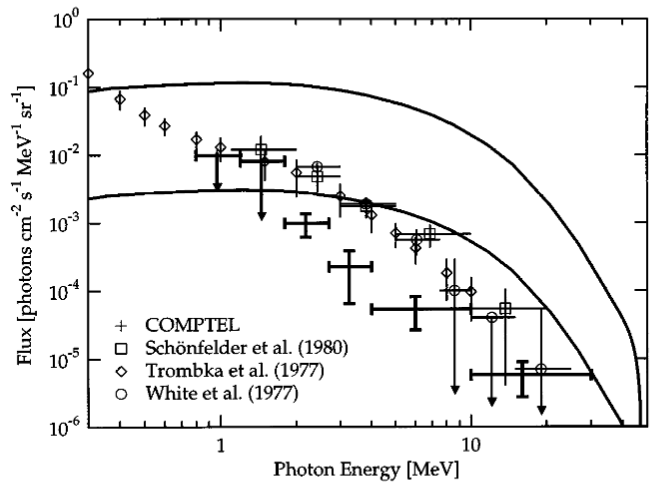 Flux [photons cm⁻² s⁻¹ MeV⁻¹ sr⁻¹]
10⁰
10⁻¹
10⁻²
10⁻³
10⁻⁴
10⁻⁵
10⁻⁶
COMPTEL
Schönfelder et al. (1980)
Trombka et al. (1977)
White et al. (1977)
1
10
Photon Energy [MeV]